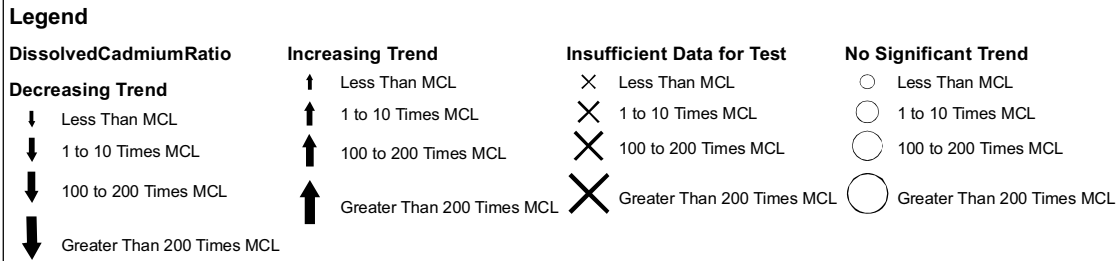 Legend
DissolvedCadmiumRatio
Decreasing Trend
Less Than MCL
1 to 10 Times MCL
100 to 200 Times MCL
Greater Than 200 Times MCL
Increasing Trend
Less Than MCL
1 to 10 Times MCL
100 to 200 Times MCL
Greater Than 200 Times MCL
Insufficient Data for Test
Less Than MCL
1 to 10 Times MCL
100 to 200 Times MCL
Greater Than 200 Times MCL
No Significant Trend
Less Than MCL
1 to 10 Times MCL
100 to 200 Times MCL
Greater Than 200 Times MCL